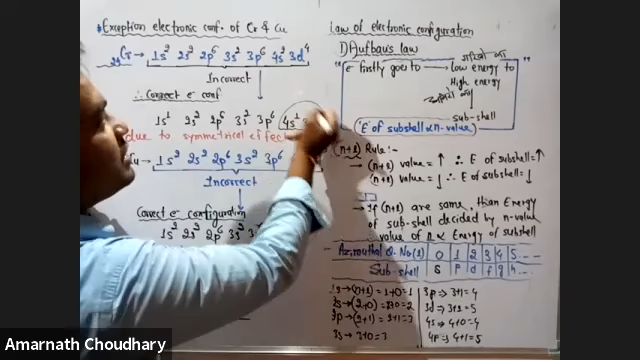 *Exception electronic conf. of Cr & Cu
₂₄Cr → 1s² 2s² 2p⁶ 3s² 3p⁶ 4s² 3d⁴
Incorrect
∴ Correct e⁻ conf
1s¹ 2s² 2p⁶ 3s² 3p⁶ 4s¹
due to symmetrical effect
Cu → 1s² 2s² 2p⁶ 3s² 3p⁶
Incorrect
Correct e⁻ configuration
1s² 2s² 2p⁶ 3s²
Law of electronic configuration
1) Aufbau's law
e⁻ firstly goes to → Low energy to
High energy
sub-shell
'E' of subshell ∝ n-value
(n+l) Rule:-
→ (n+l) value = ↑ ∴ E of subshell = ↑
(n+l) value = ↓ ∴ E of subshell = ↓
→ If (n+l) are same, than Energy
of sub-shell decided by n-value
value of n ∝ Energy of subshell
Azimuthal Q. No (l) 0 1 2 3 4 5 ...
Sub-shell s p d f g h ...
1s → (n+l) = 1+0 = 1
2s → (2+0) = 2+0 = 2
2p → (2+1) = 2+1 = 3
3s → 3+0 = 3
3p ⇒ 3+1 = 4
3d ⇒ 3+2 = 5
4s ⇒ 4+0 = 4
4p ⇒ 4+1 = 5
Amarnath Choudhary